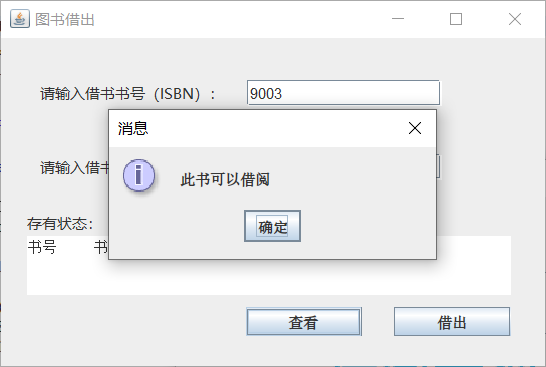 图书借出
请输入借书书号（ISBN）：
9003
消息
此书可以借阅
确定
请输入借书
存有状态：
书号 书
查看
借出